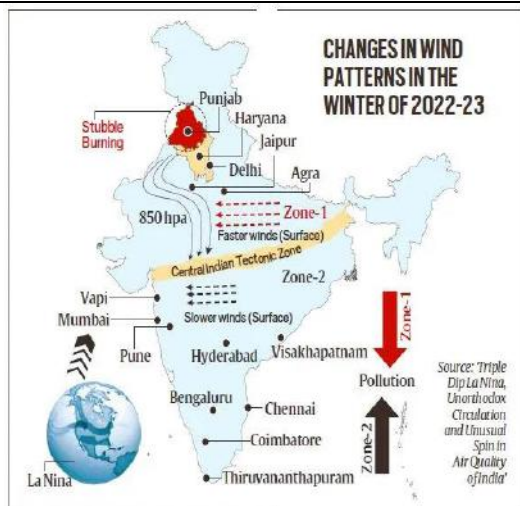 CHANGES IN WIND
PATTERNS IN THE
WINTER OF 2022-23
Punjab
Haryana
Stubble
Burning
Jaipur
Delhi
Agra
850 hpa
Zone-1
Faster winds (Surface)
Central Indian Tectonic Zone
Zone-2
Vapi
Mumbai
Slower winds (Surface)
Pune
Hyderabad
Visakhapatnam
Zone-1
Pollution
Zone-2
Bengaluru
Chennai
Coimbatore
La Nina
Thiruvananthapuram
Source: 'Triple
Dip La Nina,
Unorthodox
Circulation
and Unusual
Spin in
Air Quality
of India'